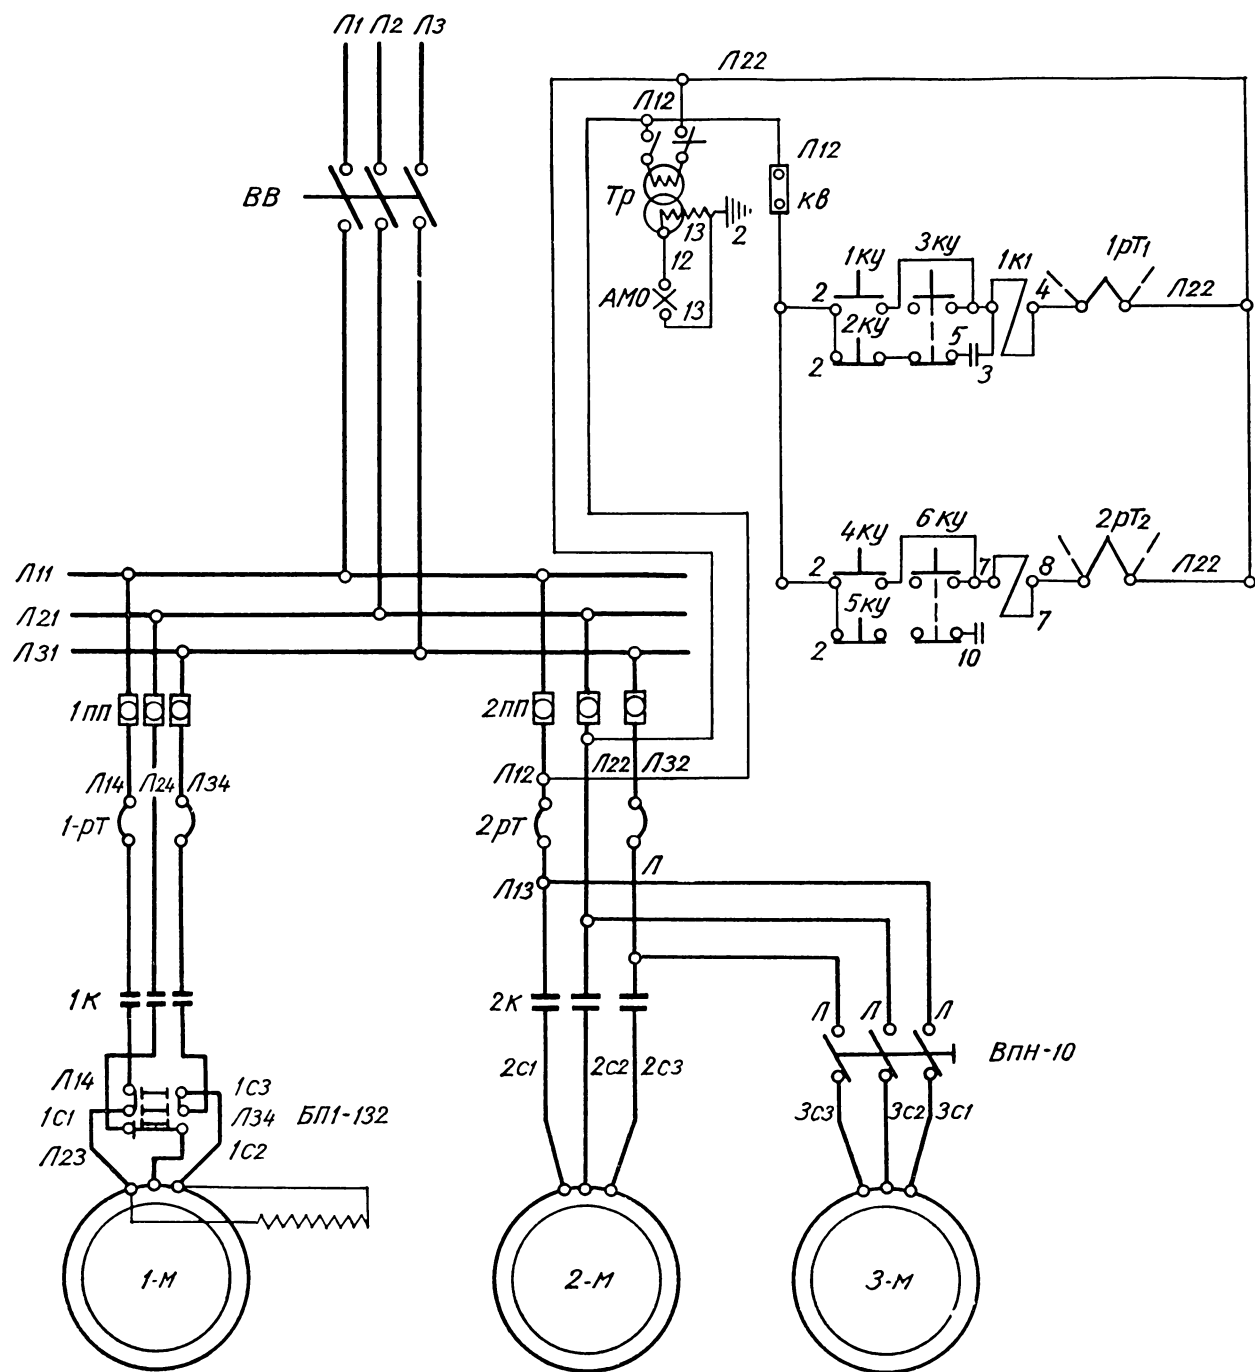 Л1 Л2 Л3
Л22
Л12
Л12
ВВ
Тр
кв
13
2
12
АМО
13
1ку
3ку
1к1
1рТ1
2
4
Л22
2ку
5
2
3
4ку
6ку
2рТ2
Л11
2
7
8
Л22
Л21
5ку
7
Л31
2
10
1пп
2пп
Л14
Л24
Л34
Л12
Л22
Л32
1-рТ
2рТ
Л
Л13
1к
2к
Л
Л
Л
ВПН-10
Л14
1с3
2с1
2с2
2с3
1с1
Л34
БП1-132
3с3
3с2
3с1
Л23
1с2
1-м
2-м
3-м